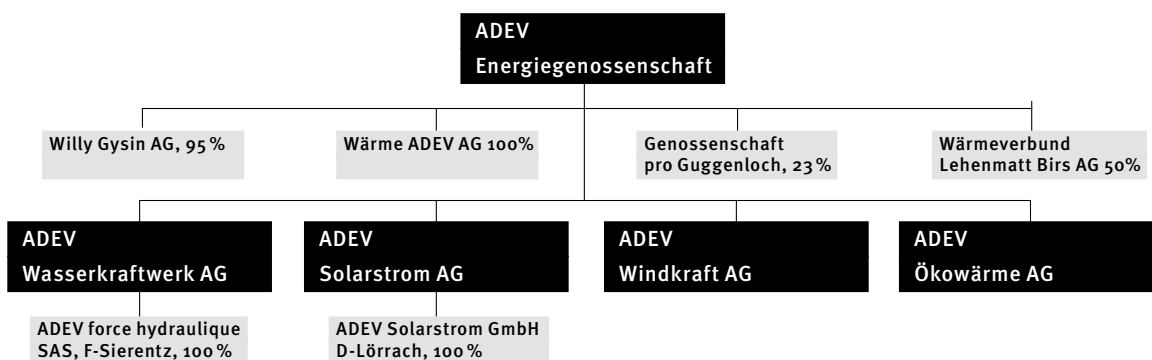 ADEV
Energiegenossenschaft
Willy Gysin AG, 95%
Wärme ADEV AG 100%
Genossenschaft
pro Guggenloch, 23%
Wärmeverbund
Lehenmatt Birs AG 50%
ADEV
Wasserkraftwerk AG
ADEV
Solarstrom AG
ADEV
Windkraft AG
ADEV
Ökowärme AG
ADEV force hydraulique
SAS, F-Sierentz, 100%
ADEV Solarstrom GmbH
D-Lörrach, 100%